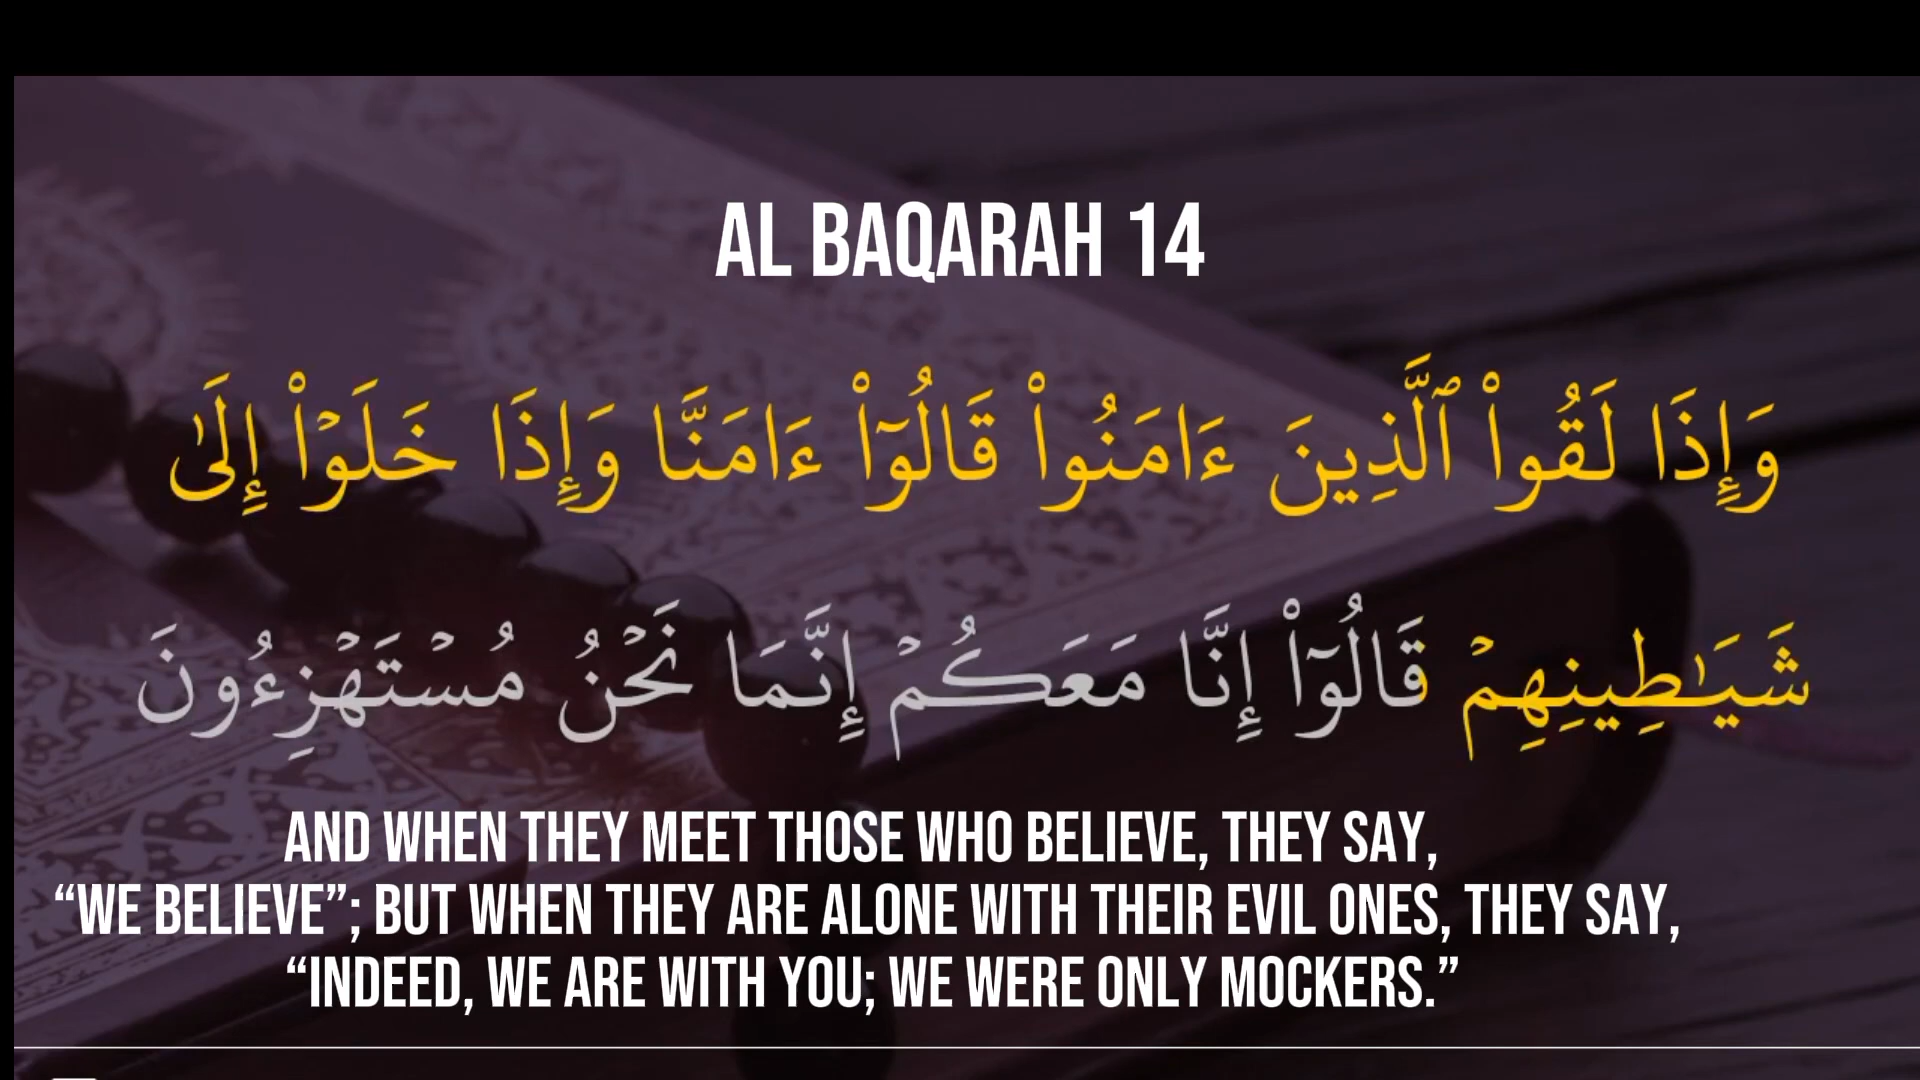 AL BAQARAH 14
وَإِذَا لَقُوا۟ ٱلَّذِينَ ءَامَنُوا۟ قَالُوٓا۟ ءَامَنَّا وَإِذَا خَلَوْا۟ إِلَىٰ
شَيَـٰطِينِهِمْ قَالُوٓا۟ إِنَّا مَعَكُمْ إِنَّمَا نَحْنُ مُسْتَهْزِءُونَ
AND WHEN THEY MEET THOSE WHO BELIEVE, THEY SAY,
“WE BELIEVE”; BUT WHEN THEY ARE ALONE WITH THEIR EVIL ONES, THEY SAY,
“INDEED, WE ARE WITH YOU; WE WERE ONLY MOCKERS.”